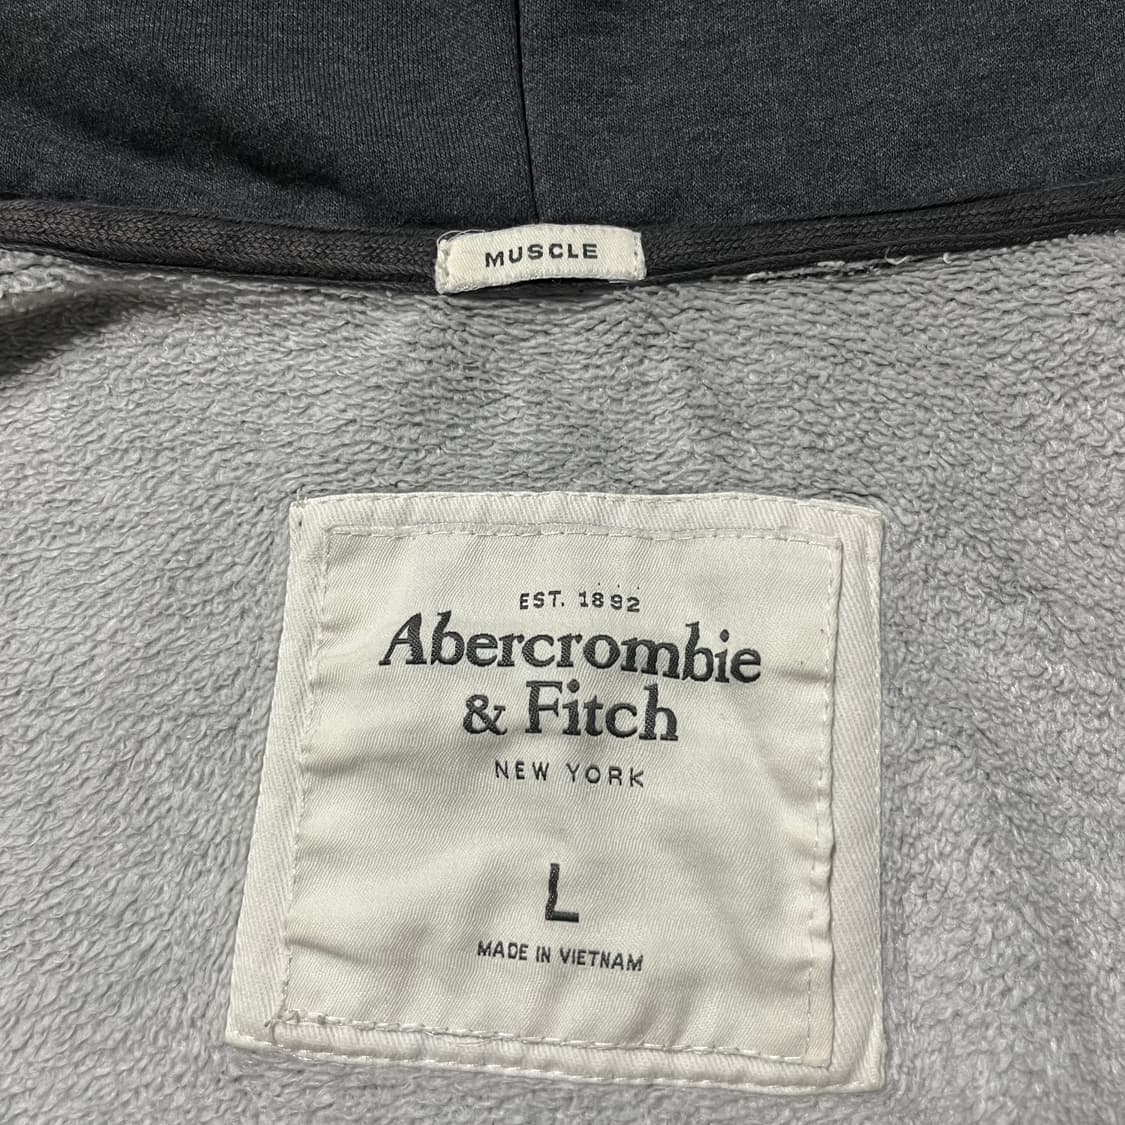 MUSCLE
EST. 1892
Abercrombie
& Fitch
NEW YORK
L
MADE IN VIETNAM